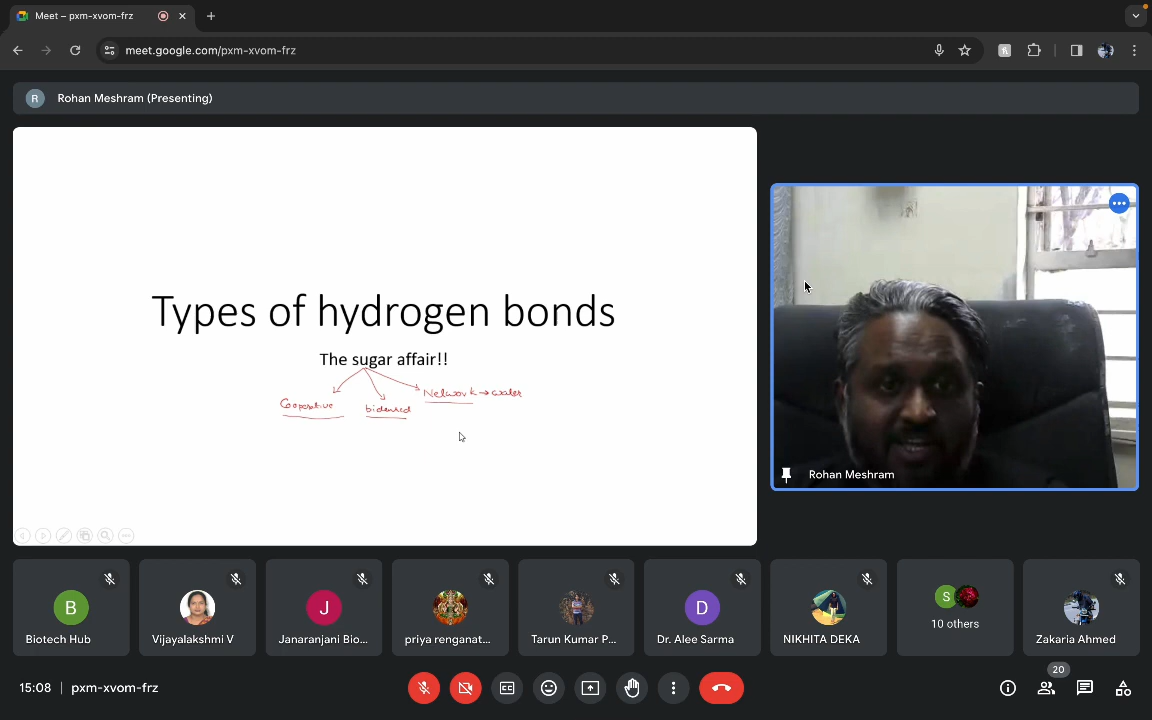 Meet – pxm-xvom-frz
meet.google.com/pxm-xvom-frz
R
Rohan Meshram (Presenting)
Types of hydrogen bonds
The sugar affair!!
Cooperative
Network → water
Rohan Meshram
B
Biotech Hub
Vijayalakshmi V
J
Janaranjani Bio...
priya renganat...
Tarun Kumar P...
D
Dr. Alee Sarma
NIKHITA DEKA
S
10 others
Zakaria Ahmed
15:08 | pxm-xvom-frz
CC
20